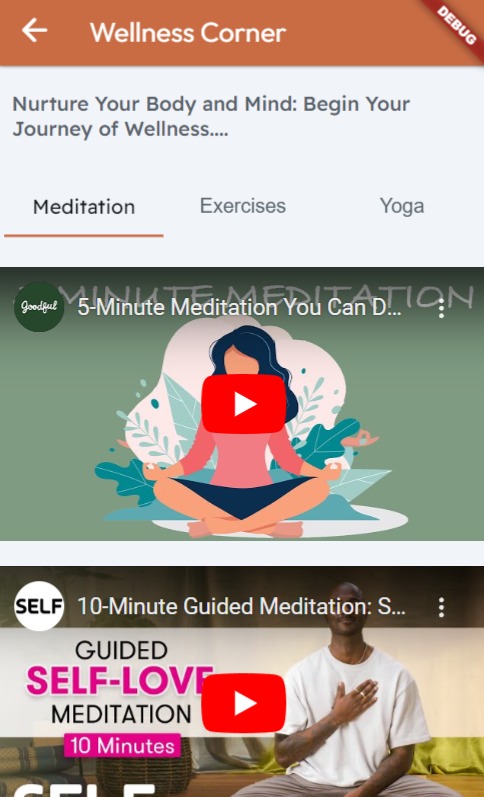 Wellness Corner
DEBUG
Nurture Your Body and Mind: Begin Your
Journey of Wellness....
Meditation Exercises Yoga
MINUTE MEDITATION
Goodful
5-Minute Meditation You Can D...
SELF
10-Minute Guided Meditation: S...
GUIDED
SELF-LOVE
MEDITATION
10 Minutes
SELF